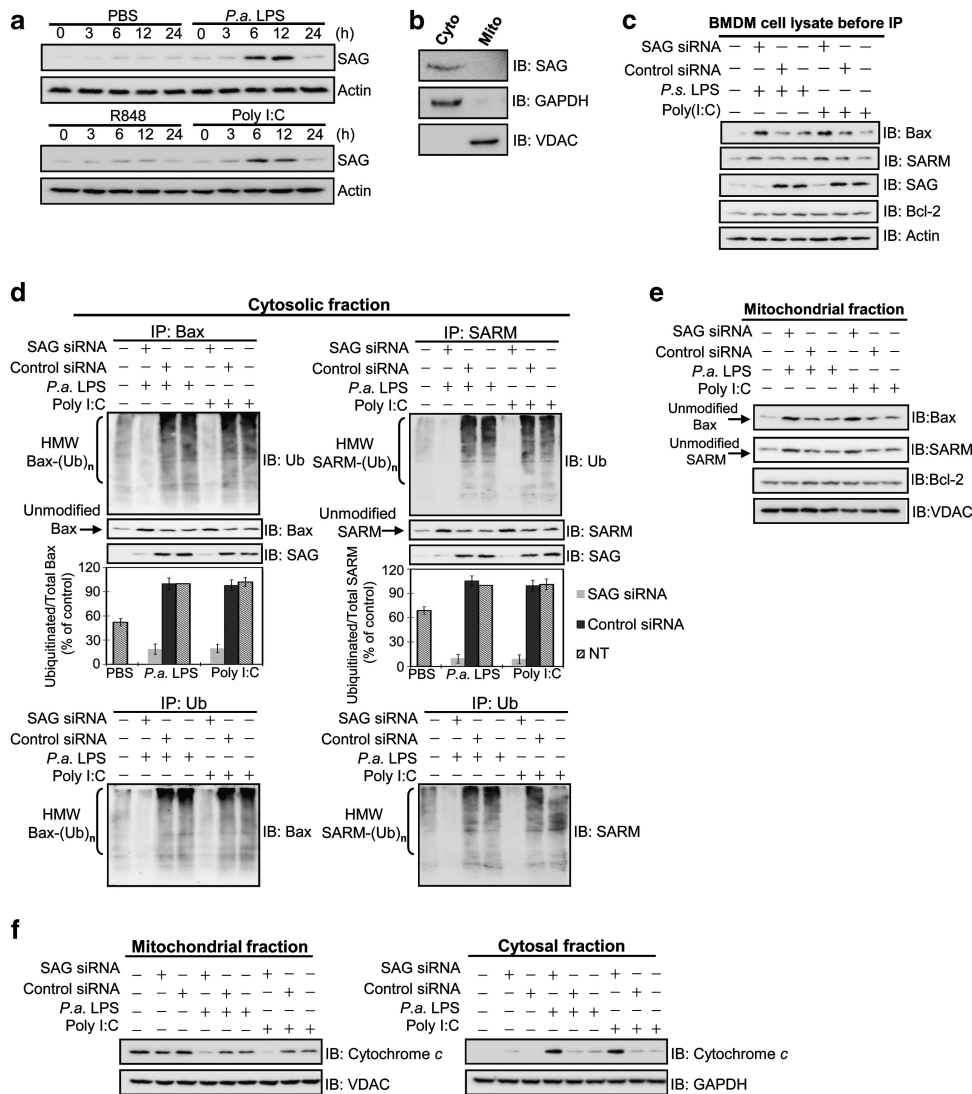 a
PBS
P.a. LPS
0 3 6 12 24 0 3 6 12 24 (h)
SAG
Actin
R848
Poly I:C
0 3 6 12 24 0 3 6 12 24 (h)
SAG
Actin
b
Cyto Mito
IB: SAG
IB: GAPDH
IB: VDAC
c
BMDM cell lysate before IP
SAG siRNA − + − − + − −
Control siRNA − − + − − + −
P.s. LPS − + + + − − −
Poly(I:C) − − − − + + +
IB: Bax
IB: SARM
IB: SAG
IB: Bcl-2
IB: Actin
d
Cytosolic fraction
IP: Bax
SAG siRNA − + − − + − −
Control siRNA − − + − − + −
P.a. LPS − + + + − − −
Poly I:C − − − − + + +
HMW
Bax-(Ub)n
IB: Ub
Unmodified
Bax
IB: Bax
IB: SAG
Ubiquitinated/Total Bax
(% of control)
120
90
60
30
0
PBS P.a. LPS Poly I:C
IP: SARM
SAG siRNA − + − − + − −
Control siRNA − − + − − + −
P.a. LPS − + + + − − −
Poly I:C − − − − + + +
HMW
SARM-(Ub)n
IB: Ub
Unmodified
SARM
IB: SARM
IB: SAG
Ubiquitinated/Total SARM
(% of control)
120
90
60
30
0
PBS P.a. LPS Poly I:C
SAG siRNA
Control siRNA
NT
IP: Ub
SAG siRNA − + − − + − −
Control siRNA − − + − − + −
P.a. LPS − + + + − − −
Poly I:C − − − − + + +
HMW
Bax-(Ub)n
IB: Bax
IP: Ub
SAG siRNA − + − − + − −
Control siRNA − − + − − + −
P.a. LPS − + + + − − −
Poly I:C − − − − + + +
HMW
SARM-(Ub)n
IB: SARM
e
Mitochondrial fraction
SAG siRNA − + − − + − −
Control siRNA − − + − − + −
P.a. LPS − + + + − − −
Poly I:C − − − − + + +
Unmodified
Bax
IB:Bax
Unmodified
SARM
IB:SARM
IB:Bcl-2
IB:VDAC
f
Mitochondrial fraction
SAG siRNA − + − + − − + − −
Control siRNA − − + − + − − + −
P.a. LPS − − − + + + − − −
Poly I:C − − − − − − + + +
IB: Cytochrome c
IB: VDAC
Cytosal fraction
SAG siRNA − + − + − − + − −
Control siRNA − − + − + − − + −
P.a. LPS − − − + + + − − −
Poly I:C − − − − − − + + +
IB: Cytochrome c
IB: GAPDH